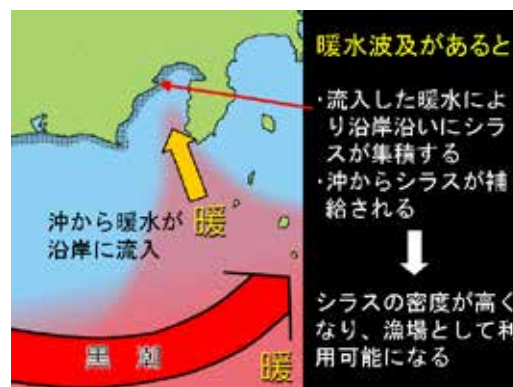 暖水波及があると
・流入した暖水によ
り沿岸沿いにシラ
スが集積する
・沖からシラスが補
給される
シラスの密度が高く
なり、漁場として利
用可能になる
沖から暖水が
沿岸に流入
暖
黒潮
暖